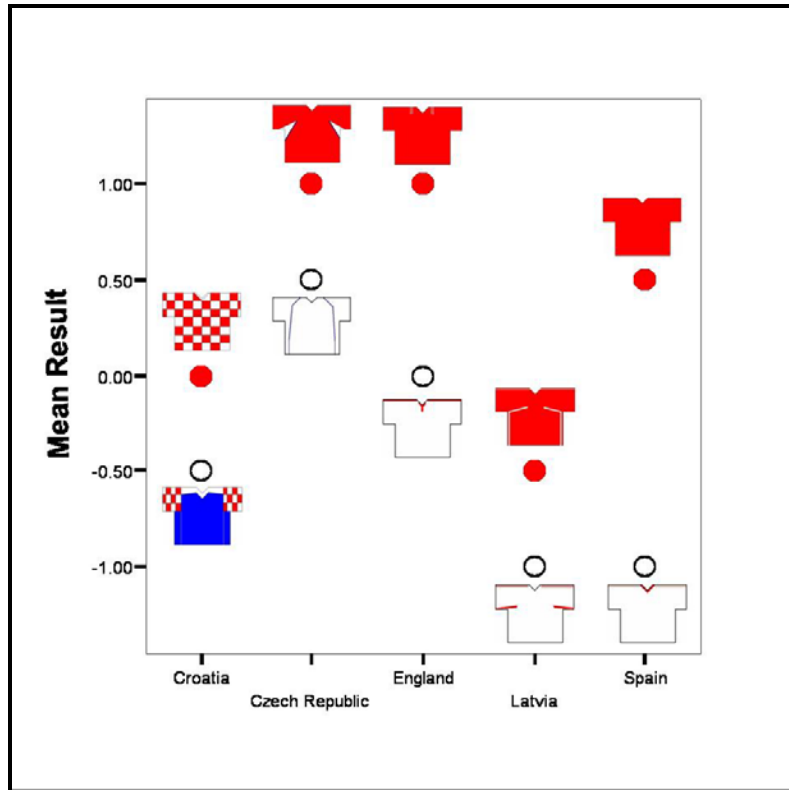 Mean Result
1.00
0.50
0.00
-0.50
-1.00
Croatia
Czech Republic
England
Latvia
Spain